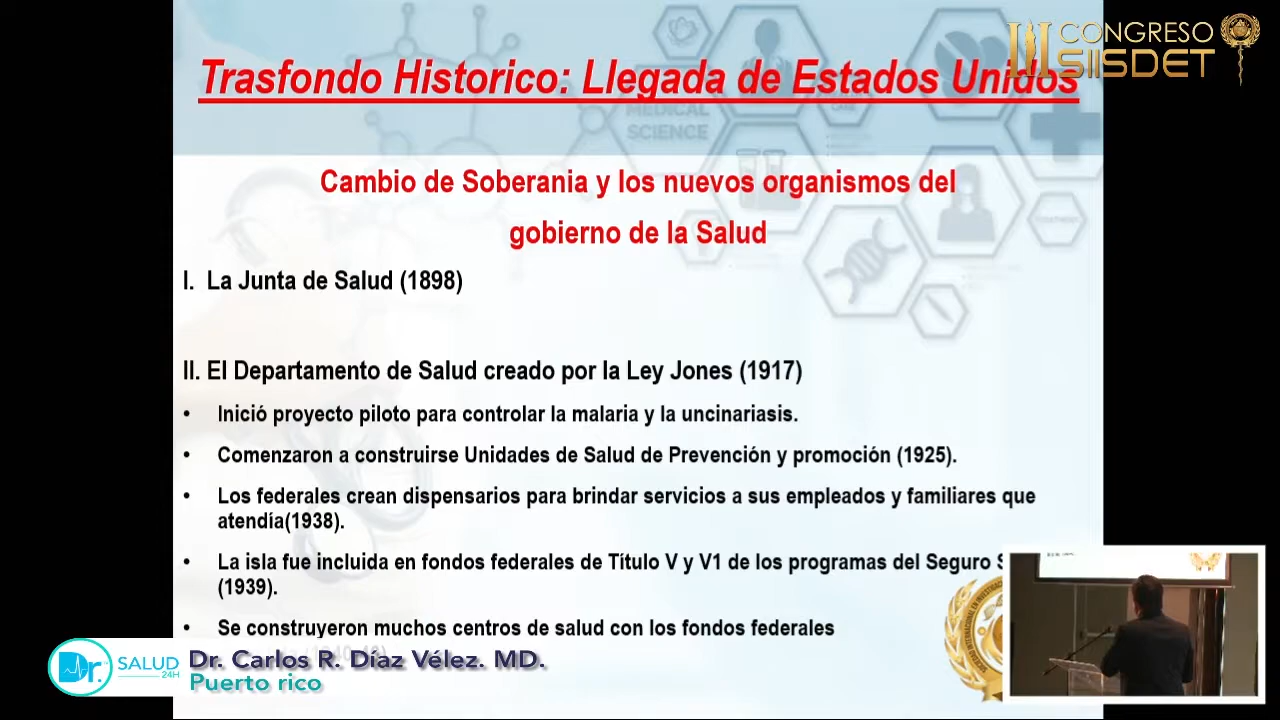 CONGRESO
SIISDET
Trasfondo Historico: Llegada de Estados Unidos
MEDICAL
SCIENCE
Cambio de Soberania y los nuevos organismos del
gobierno de la Salud
I. La Junta de Salud (1898)
II. El Departamento de Salud creado por la Ley Jones (1917)
• Inició proyecto piloto para controlar la malaria y la uncinariasis.
• Comenzaron a construirse Unidades de Salud de Prevención y promoción (1925).
• Los federales crean dispensarios para brindar servicios a sus empleados y familiares que
atendía(1938).
• La isla fue incluida en fondos federales de Titulo V y V1 de los programas del Seguro S
(1939).
• Se construyeron muchos centros de salud con los fondos federales
Dr.
SALUD
24H
Dr. Carlos R. Díaz Vélez. MD.
Puerto rico